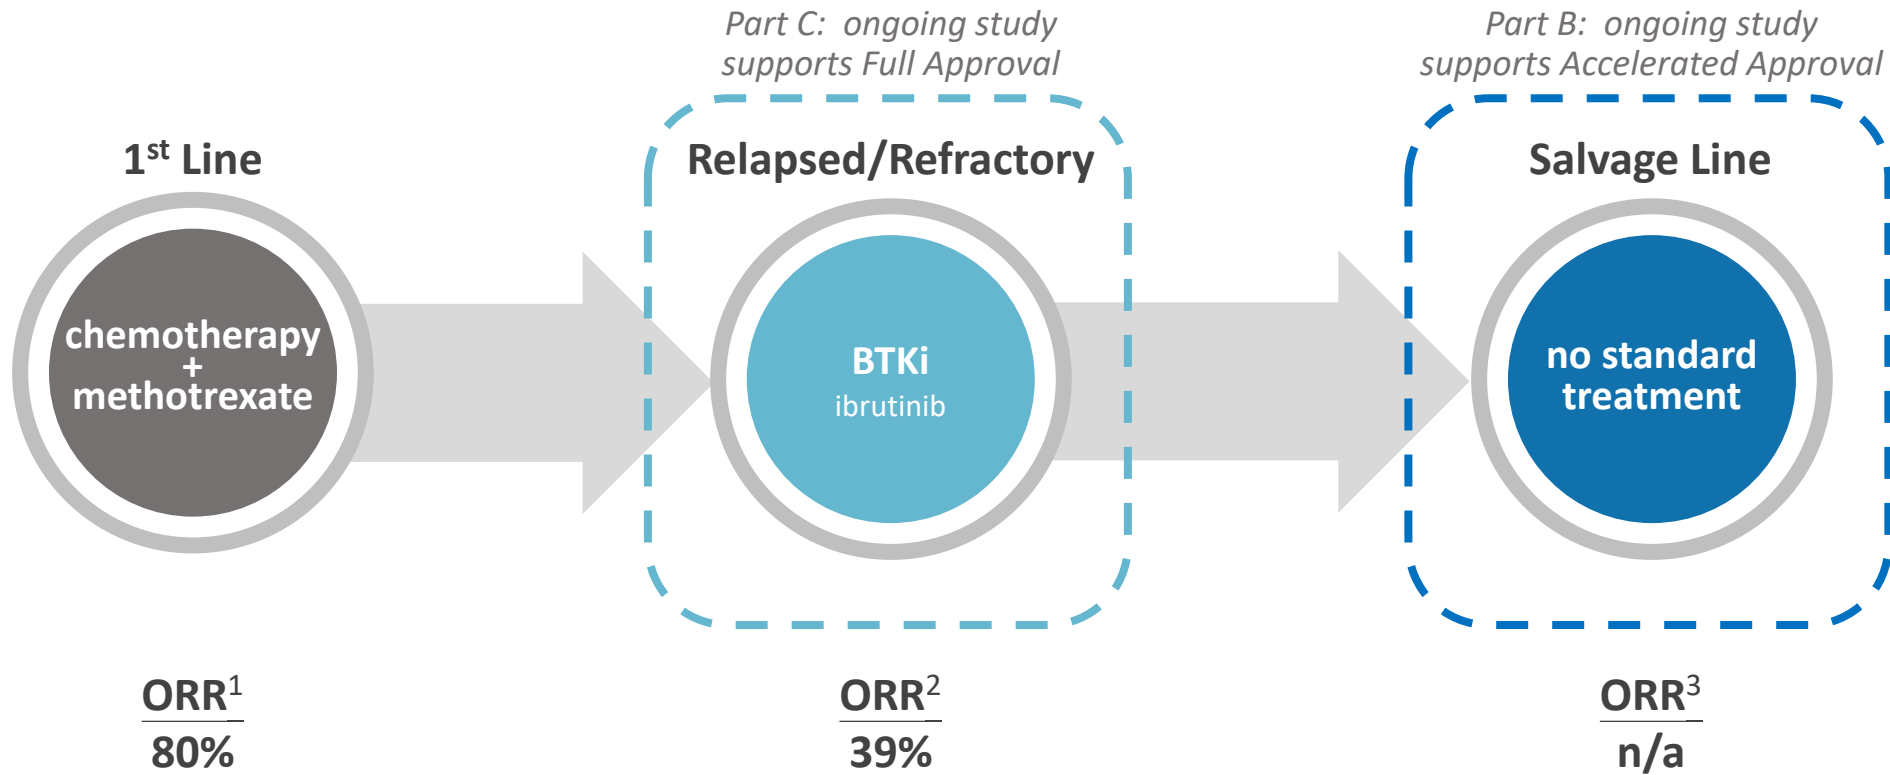 Part C:  ongoing study
supports Full Approval
Part B:  ongoing study
supports Accelerated Approval
1st Line
Relapsed/Refractory
Salvage Line
chemotherapy
+
methotrexate
BTKi
ibrutinib
no standard
treatment
ORR1
80%
ORR2
39%
ORR3
n/a